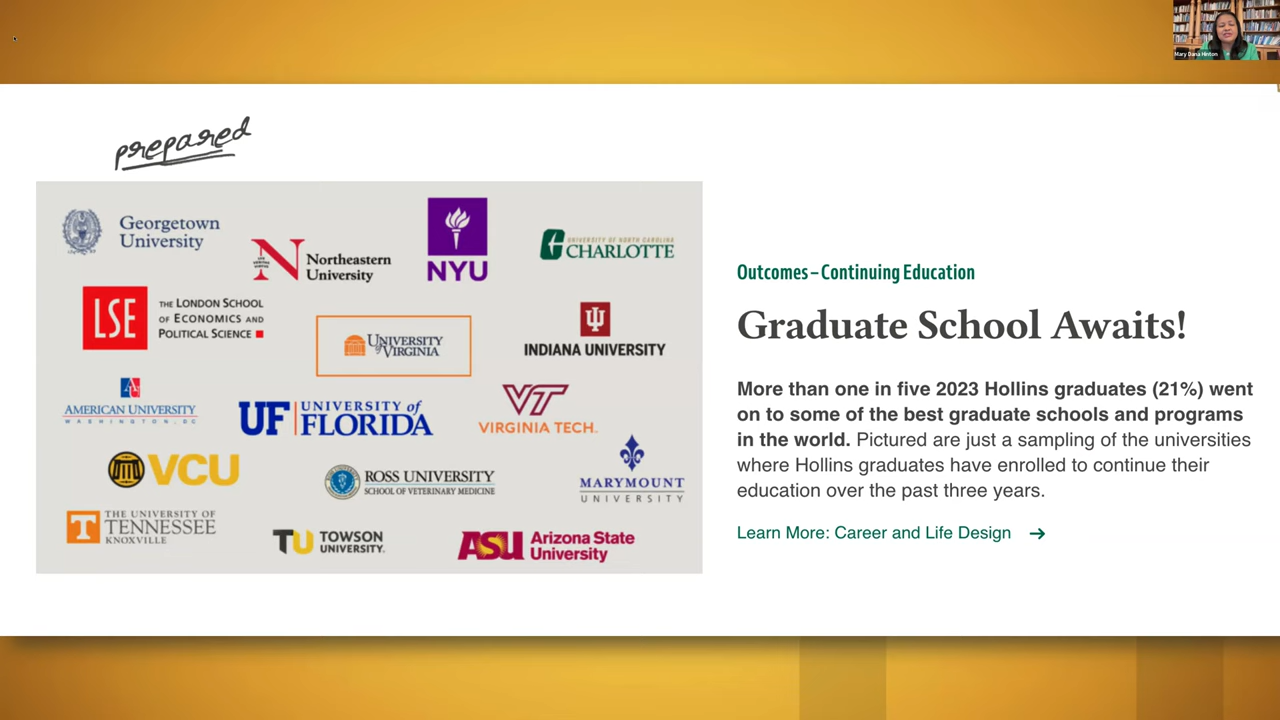 Mary Dana Hinton
prepared
Georgetown
University
Northeastern
University
NYU
UNIVERSITY OF NORTH CAROLINA
CHARLOTTE
LSE
THE LONDON SCHOOL
OF ECONOMICS AND
POLITICAL SCIENCE
UNIVERSITY
of VIRGINIA
INDIANA UNIVERSITY
AU
AMERICAN UNIVERSITY
WASHINGTON, DC
UF UNIVERSITY of
FLORIDA
VT
VIRGINIA TECH.
VCU
ROSS UNIVERSITY
SCHOOL OF VETERINARY MEDICINE
MARYMOUNT
UNIVERSITY
T THE UNIVERSITY OF
TENNESSEE
KNOXVILLE
TU TOWSON
UNIVERSITY.
ASU Arizona State
University
Outcomes – Continuing Education
Graduate School Awaits!
More than one in five 2023 Hollins graduates (21%) went
on to some of the best graduate schools and programs
in the world. Pictured are just a sampling of the universities
where Hollins graduates have enrolled to continue their
education over the past three years.
Learn More: Career and Life Design →